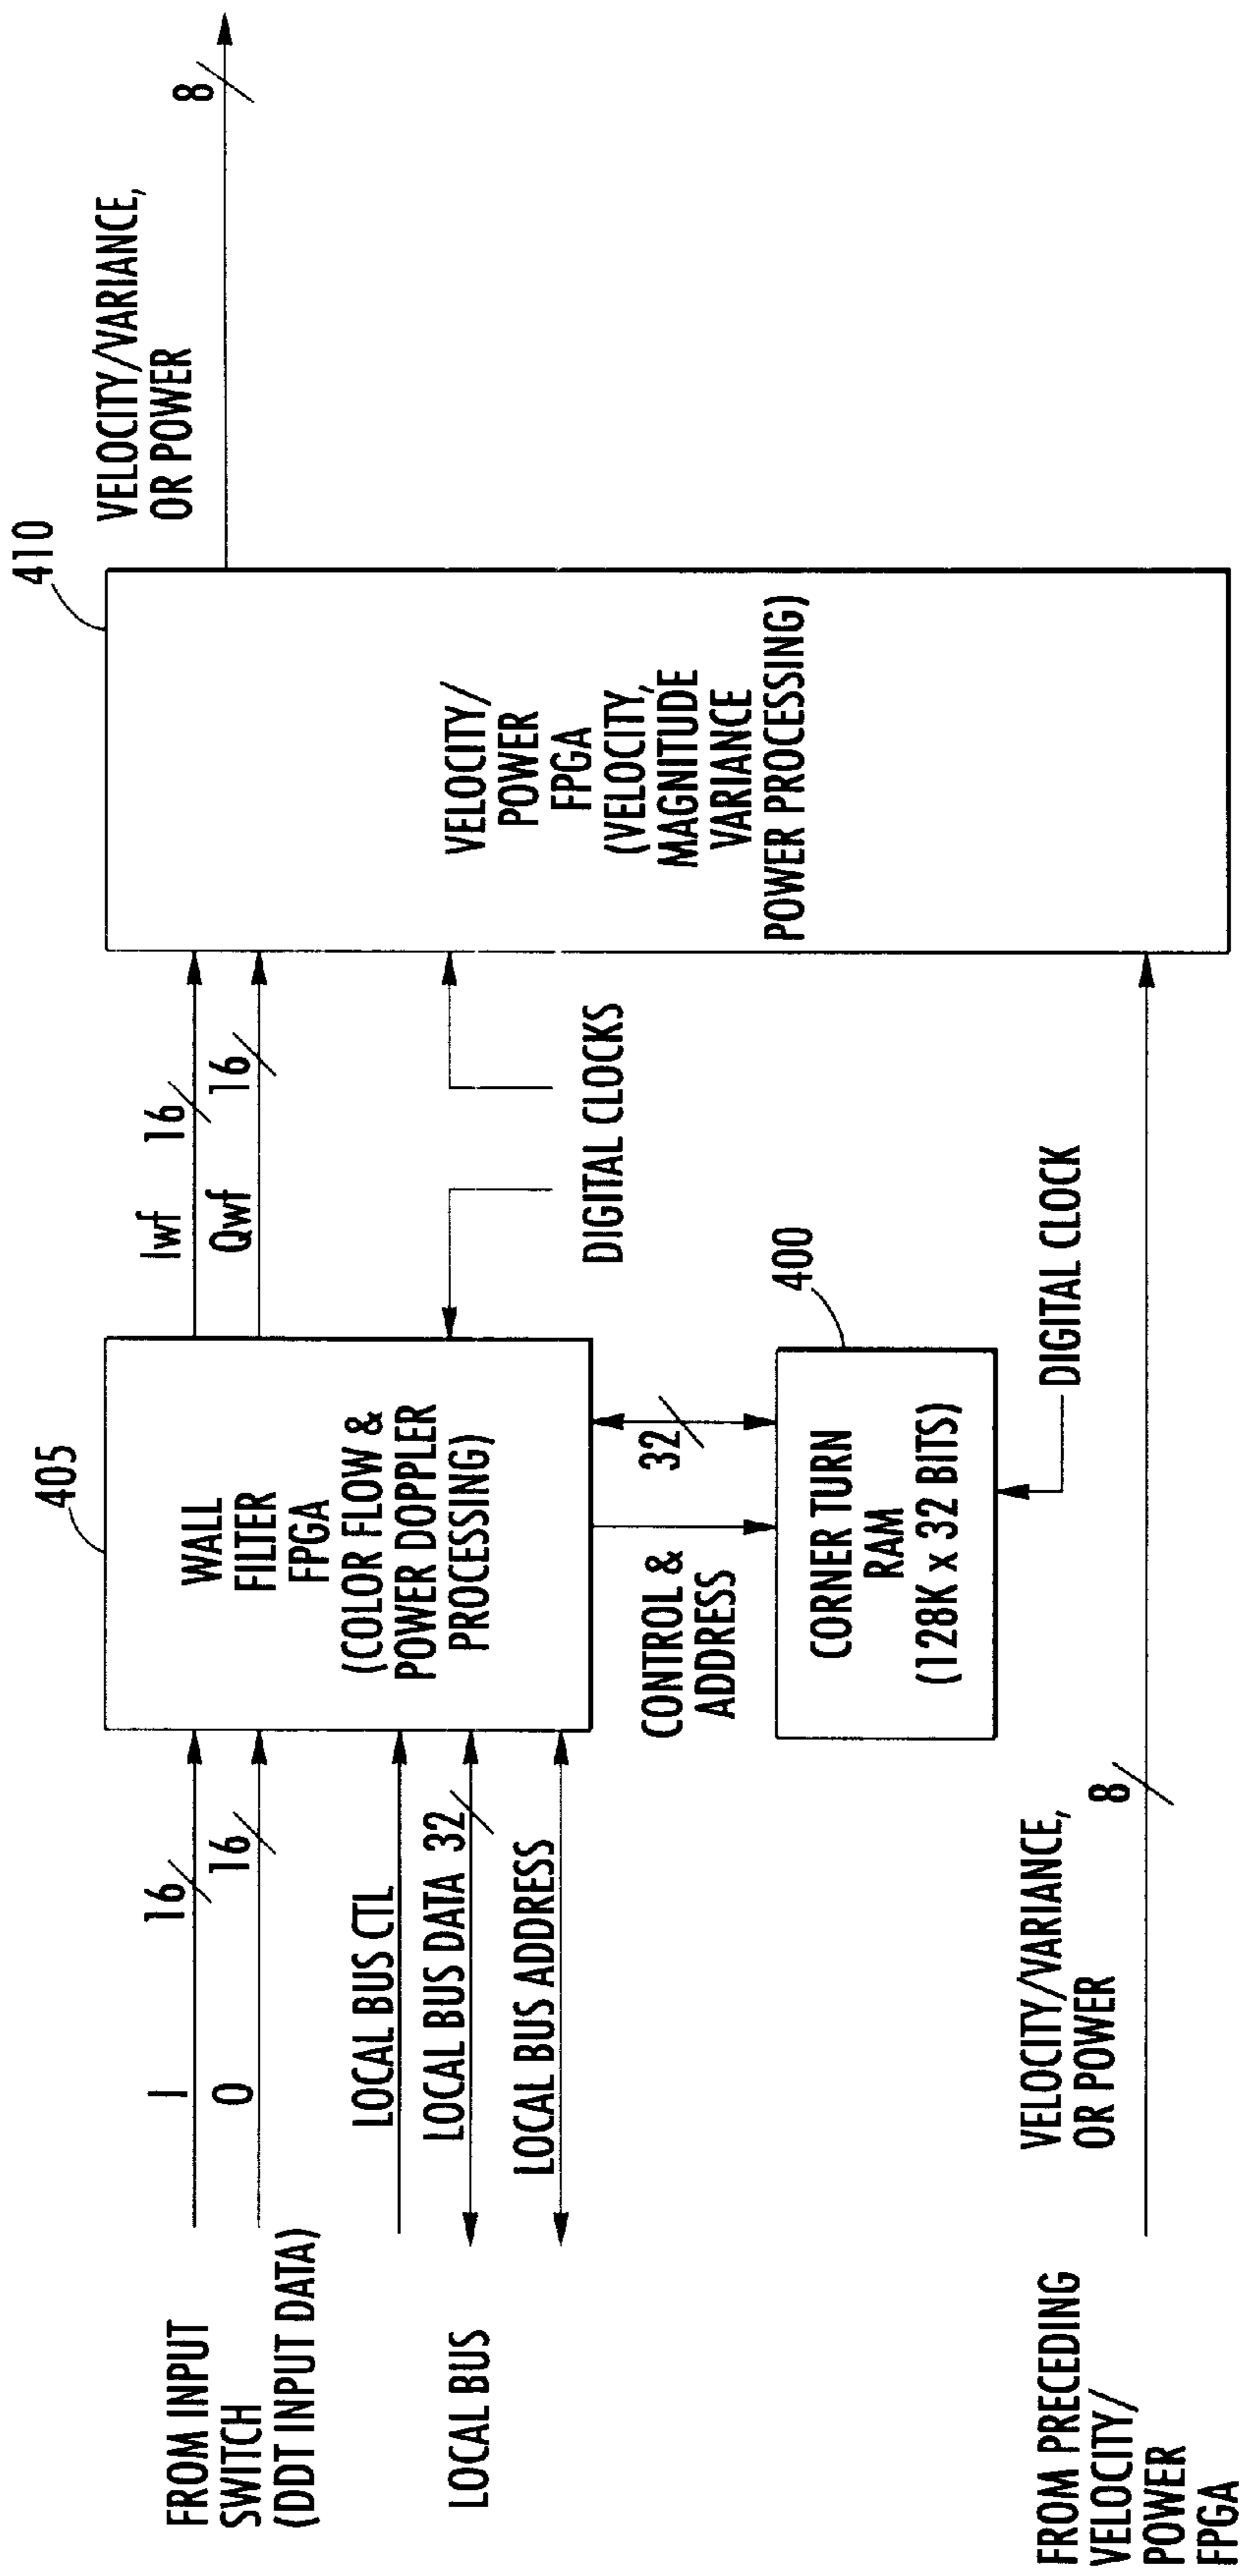 FROM INPUT
SWITCH
(DDT INPUT DATA)
I
16
O
16
LOCAL BUS
LOCAL BUS CTL
LOCAL BUS DATA 32
LOCAL BUS ADDRESS
405
WALL
FILTER
FPGA
(COLOR FLOW &
POWER DOPPLER
PROCESSING)
CONTROL &
ADDRESS
32
400
CORNER TURN
RAM
(128K x 32 BITS)
DIGITAL CLOCK
Iwf
16
Qwf
16
DIGITAL CLOCKS
410
VELOCITY/
POWER
FPGA
(VELOCITY,
MAGNITUDE
VARIANCE
POWER PROCESSING)
VELOCITY/VARIANCE,
OR POWER
8
FROM PRECEDING
VELOCITY/
POWER
FPGA
VELOCITY/VARIANCE,
OR POWER
8